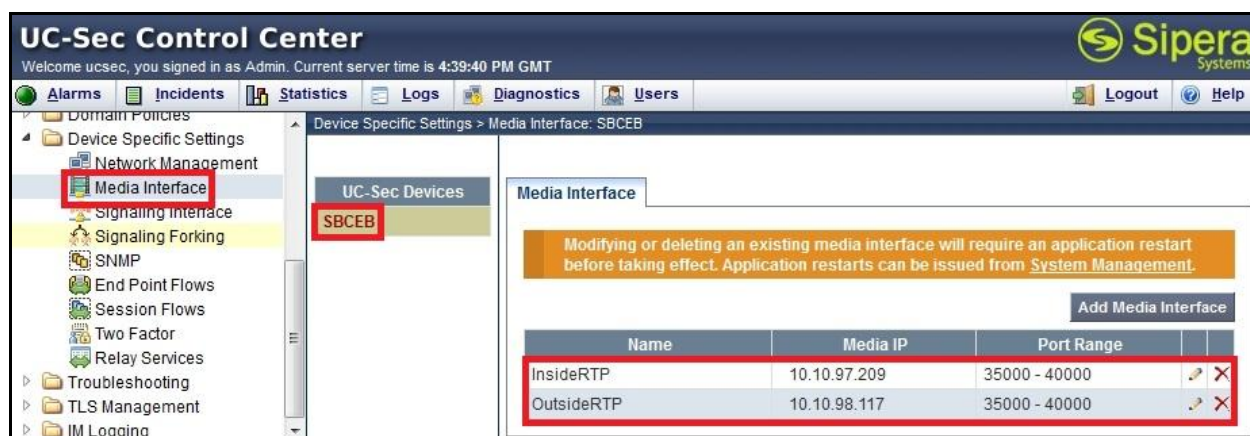 UC-Sec Control Center
Sipera
Systems
Welcome ucsec, you signed in as Admin. Current server time is 4:39:40 PM GMT
Alarms Incidents Statistics Logs Diagnostics Users Logout Help
Domain Policies
Device Specific Settings
Network Management
Media Interface
Signaling Interface
Signaling Forking
SNMP
End Point Flows
Session Flows
Two Factor
Relay Services
Troubleshooting
TLS Management
IM Logging
Device Specific Settings > Media Interface: SBCEB
UC-Sec Devices
SBCEB
Media Interface
Modifying or deleting an existing media interface will require an application restart
before taking effect. Application restarts can be issued from System Management.
Add Media Interface
Name Media IP Port Range
InsideRTP 10.10.97.209 35000 - 40000
OutsideRTP 10.10.98.117 35000 - 40000